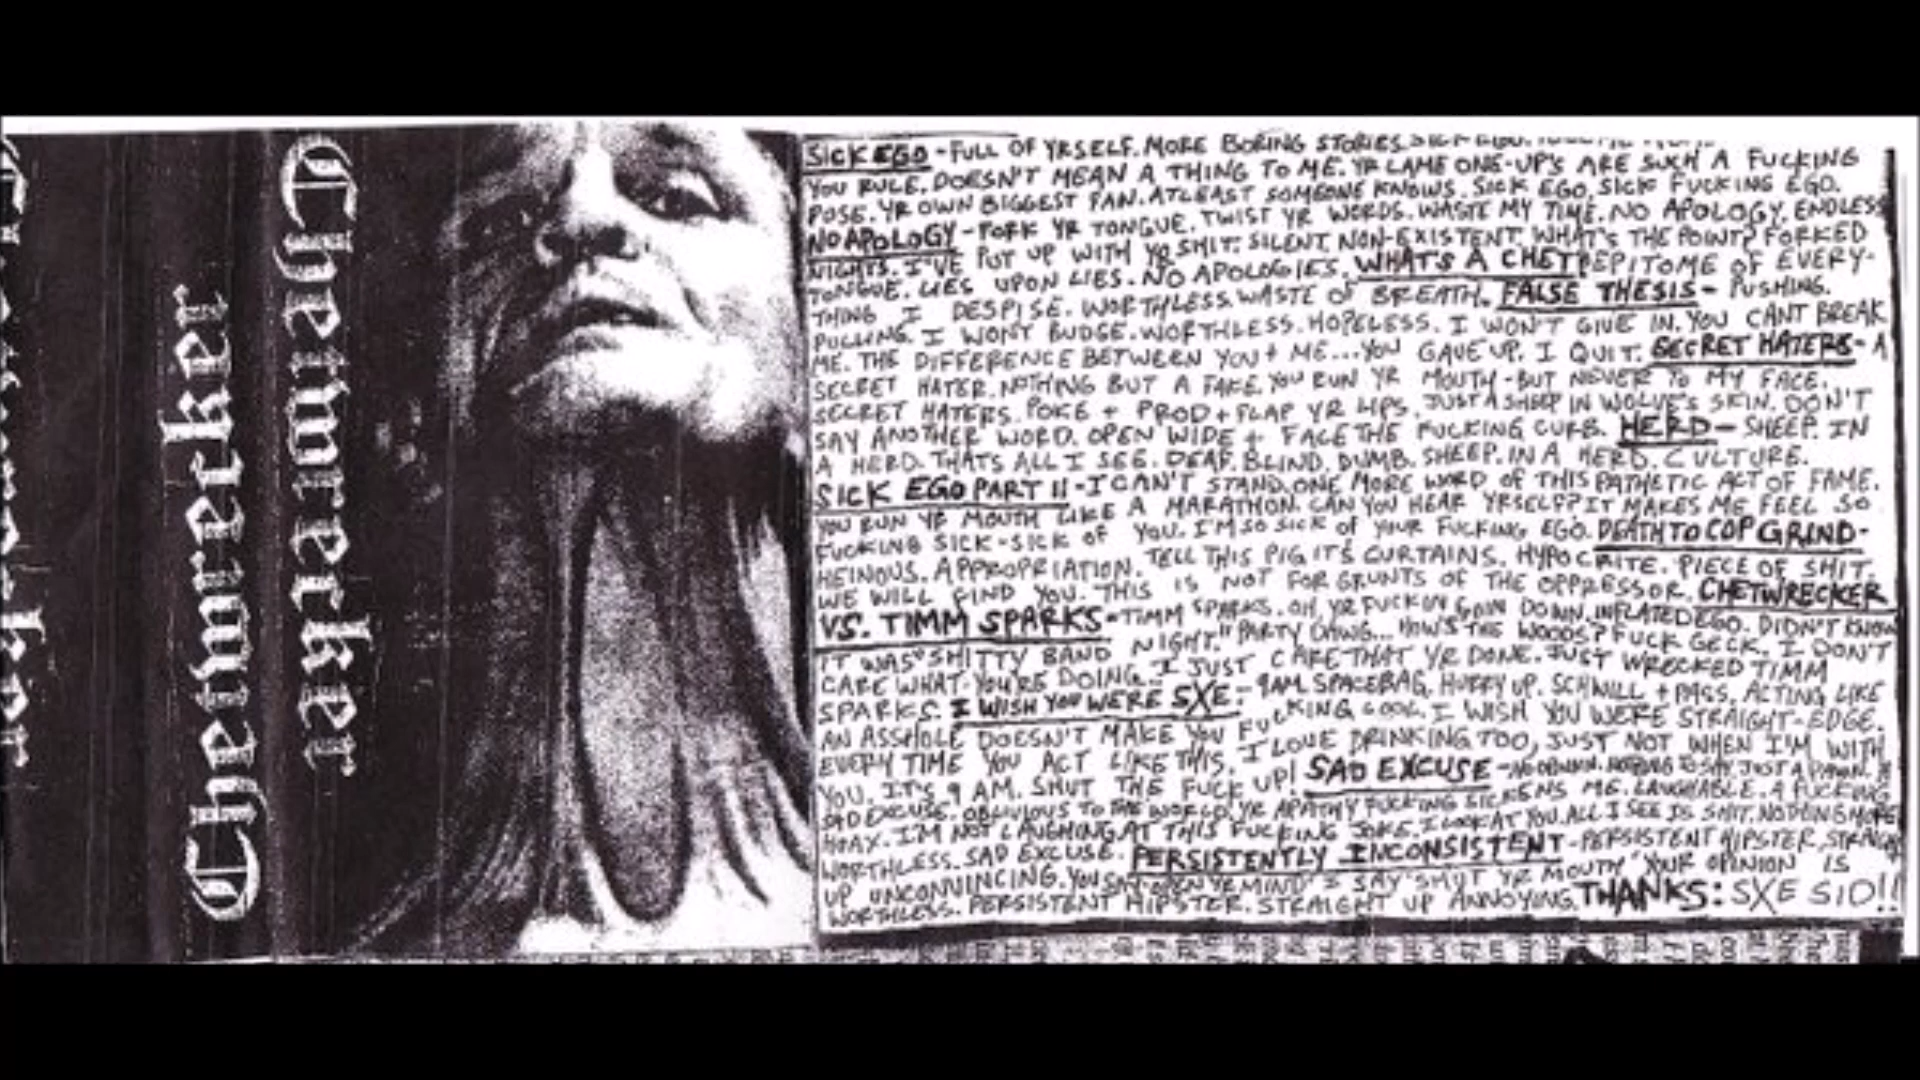 Chetwrecker
Chetwrecker
SICK EGO - FULL OF YRSELF. MORE BORING STORIES
YOU RULE. DOESN'T MEAN A THING TO ME. YR LAME ONE-UP'S ARE SUCH A FUCKING
POSE. YR OWN BIGGEST FAN. ATLEAST SOMEONE KNOWS. SICK EGO. SICK FUCKING EGO.
NO APOLOGY - FORK YR TONGUE. TWIST YR WORDS. WASTE MY TIME. NO APOLOGY. ENDLESS
NIGHTS. I'VE PUT UP WITH YR SHIT. SILENT. NON-EXISTENT. WHAT'S THE POINT? FORKED
TONGUE. LIES UPON LIES. NO APOLOGIES. WHAT'S A CHET? EPITOME OF EVERY-
THING I DESPISE. WORTHLESS. WASTE OF BREATH. FALSE THESIS - PUSHING.
PULLING. I WON'T BUDGE. WORTHLESS. HOPELESS. I WON'T GIVE IN. YOU CANT BREAK
ME. THE DIFFERENCE BETWEEN YOU + ME... YOU GAVE UP. I QUIT. SECRET HATERS - A
SECRET HATER. NOTHING BUT A FAKE. YOU RUN YR MOUTH - BUT NEVER TO MY FACE.
SECRET HATERS. POKE + PROD + FLAP YR LIPS. JUST A SHEEP IN WOLVE'S SKIN. DON'T
SAY ANOTHER WORD. OPEN WIDE + FACE THE FUCKING CURB. HERD - SHEEP. IN
A HERD. THATS ALL I SEE. DEAF. BLIND. DUMB. SHEEP. IN A HERD. CULTURE.
SICK EGO PART II - I CAN'T STAND ONE MORE WORD OF THIS PATHETIC ACT OF FAME.
YOU RUN YR MOUTH LIKE A MARATHON. CAN YOU HEAR YRSELF? IT MAKES ME FEEL SO
FUCKING SICK - SICK OF YOU. I'M SO SICK OF YOUR FUCKING EGO. DEATH TO COP GRIND -
HEINOUS. APPROPRIATION. TELL THIS PIG IT'S CURTAINS. HYPOCRITE. PIECE OF SHIT.
WE WILL FIND YOU. THIS IS NOT FOR GRUNTS OF THE OPPRESSOR. CHETWRECKER
VS. TIMM SPARKS - TIMM SPARKS. OH, YR FUCKIN GOIN DOWN. INFLATED EGO. DIDN'T KNOW
IT WAS "SHITTY BAND NIGHT." PARTY DAWG... HOW'S THE WOODS? FUCK GECK. I DON'T
CARE WHAT YOU'RE DOING. I JUST CARE THAT YR DONE. JUST WRECKED TIMM
SPARKS. I WISH YOU WERE SXE - 9AM SPACEBAG. HURRY UP. SCHWILL + PASS. ACTING LIKE
AN ASSHOLE DOESN'T MAKE YOU FUCKING COOL. I WISH YOU WERE STRAIGHT-EDGE.
EVERY TIME YOU ACT LIKE THIS. I LOVE DRINKING TOO, JUST NOT WHEN I'M WITH
YOU. IT'S 9 AM. SHUT THE FUCK UP! SAD EXCUSE - NOTHING TO SAY. JUST A PAWN.
SAD EXCUSE. OBLIVIOUS TO THE WORLD. YR APATHY FUCKING SICKENS ME. LAUGHABLE. A FUCKING
HOAX. I'M NOT LAUGHING AT THIS FUCKING JOKE. I LOOK AT YOU. ALL I SEE IS SHIT. NOTHING MORE
WORTHLESS. SAD EXCUSE. PERSISTENTLY INCONSISTENT - PERSISTENT HIPSTER, STRAIGHT
UP UNCONVINCING. YOU SAY "OPEN YR MIND" I SAY "SHUT YR MOUTH" YOUR OPINION IS
WORTHLESS. PERSISTENT HIPSTER. STRAIGHT UP ANNOYING. THANKS: SXE SID!!